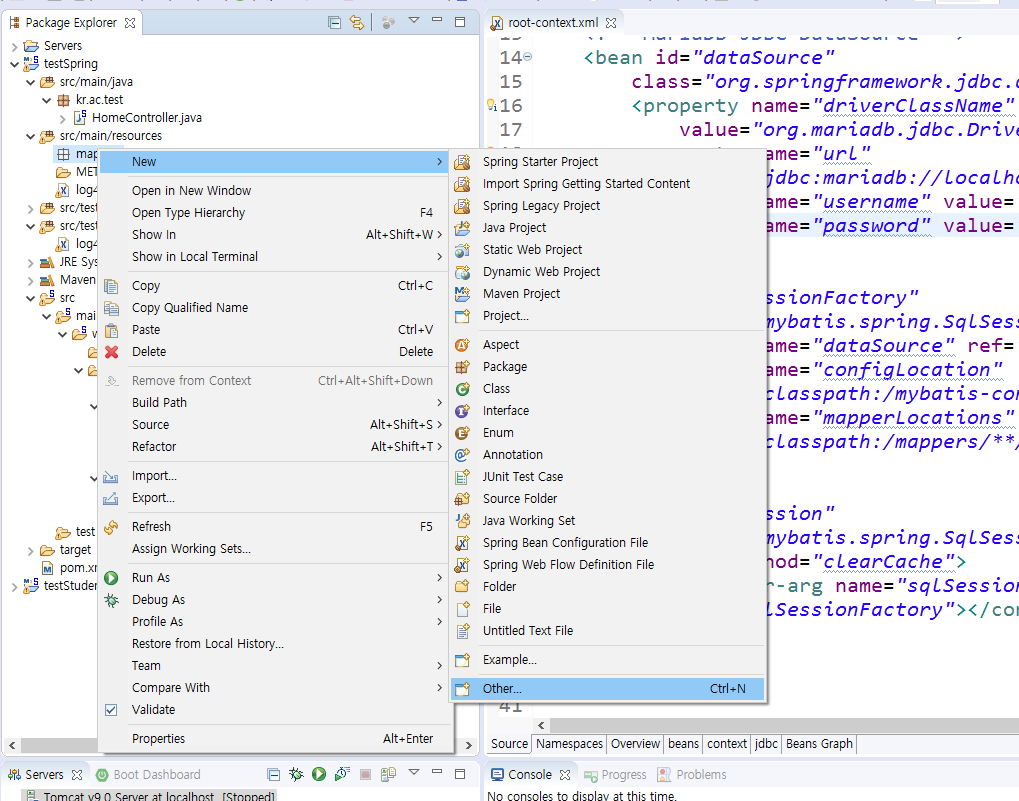 Package Explorer
Servers
testSpring
src/main/java
kr.ac.test
HomeController.java
src/main/resources
map
MET
log4
src/test
src/test
log4
JRE Sys
Maven
src
mai
w
test
target
pom.xm
testStuder
New
Open in New Window
Open Type Hierarchy F4
Show In Alt+Shift+W >
Show in Local Terminal
Copy Ctrl+C
Copy Qualified Name
Paste Ctrl+V
Delete Delete
Remove from Context Ctrl+Alt+Shift+Down
Build Path
Source Alt+Shift+S >
Refactor Alt+Shift+T >
Import...
Export...
Refresh F5
Assign Working Sets...
Run As
Debug As
Profile As
Restore from Local History...
Team
Compare With
Validate
Properties Alt+Enter
Spring Starter Project
Import Spring Getting Started Content
Spring Legacy Project
Java Project
Static Web Project
Dynamic Web Project
Maven Project
Project...
Aspect
Package
Class
Interface
Enum
Annotation
JUnit Test Case
Source Folder
Java Working Set
Spring Bean Configuration File
Spring Web Flow Definition File
Folder
File
Untitled Text File
Example...
Other... Ctrl+N
root-context.xml
14 <bean id="dataSource"
15 class="org.springframework.jdbc.d
16 <property name="driverClassName"
17 value="org.mariadb.jdbc.Drive
ame="url"
jdbc:mariadb://localho
ame="username" value=
ame="password" value=
ssionFactory"
mybatis.spring.SqlSess
ame="dataSource" ref=
ame="configLocation"
classpath:/mybatis-con
ame="mapperLocations"
classpath:/mappers/**/
ssion"
mybatis.spring.SqlSess
hod="clearCache">
r-arg name="sqlSession
lSessionFactory"></con
41
Source Namespaces Overview beans context jdbc Beans Graph
Servers Boot Dashboard
Tomcat v9.0 Server at localhost [Stopped]
Console Progress Problems
No consoles to display at this time.